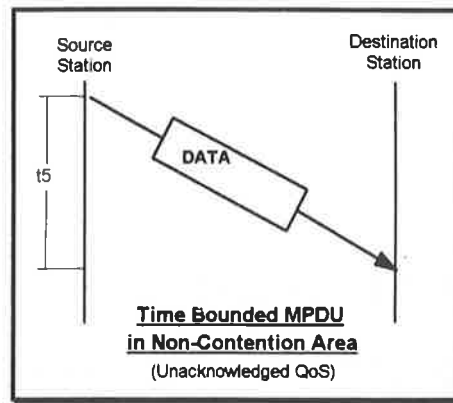 Source
Station
Destination
Station
t5
DATA
Time Bounded MPDU
in Non-Contention Area
(Unacknowledged QoS)